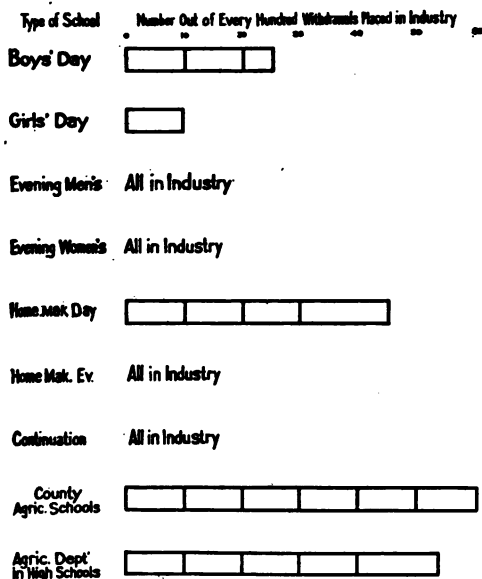 Type of School Number Out of Every Hundred Withdrawals Placed in Industry
0 10 20 30 40 50 60
Boys' Day
Girls' Day
Evening Men's All in Industry
Evening Women's All in Industry
Home Mak Day
Home Mak. Ev. All in Industry
Continuation All in Industry
County
Agric. Schools
Agric. Dept'
In High Schools